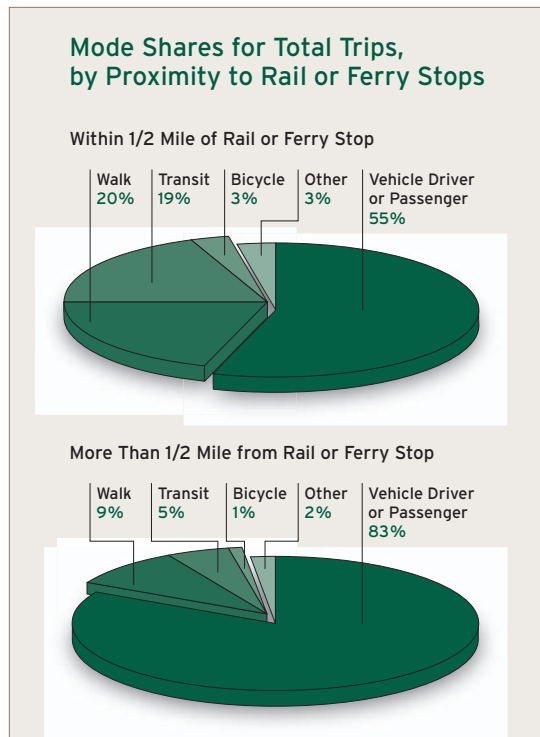 Mode Shares for Total Trips,
by Proximity to Rail or Ferry Stops
Within 1/2 Mile of Rail or Ferry Stop
Walk
20%
Transit
19%
Bicycle
3%
Other
3%
Vehicle Driver
or Passenger
55%
More Than 1/2 Mile from Rail or Ferry Stop
Walk
9%
Transit
5%
Bicycle
1%
Other
2%
Vehicle Driver
or Passenger
83%